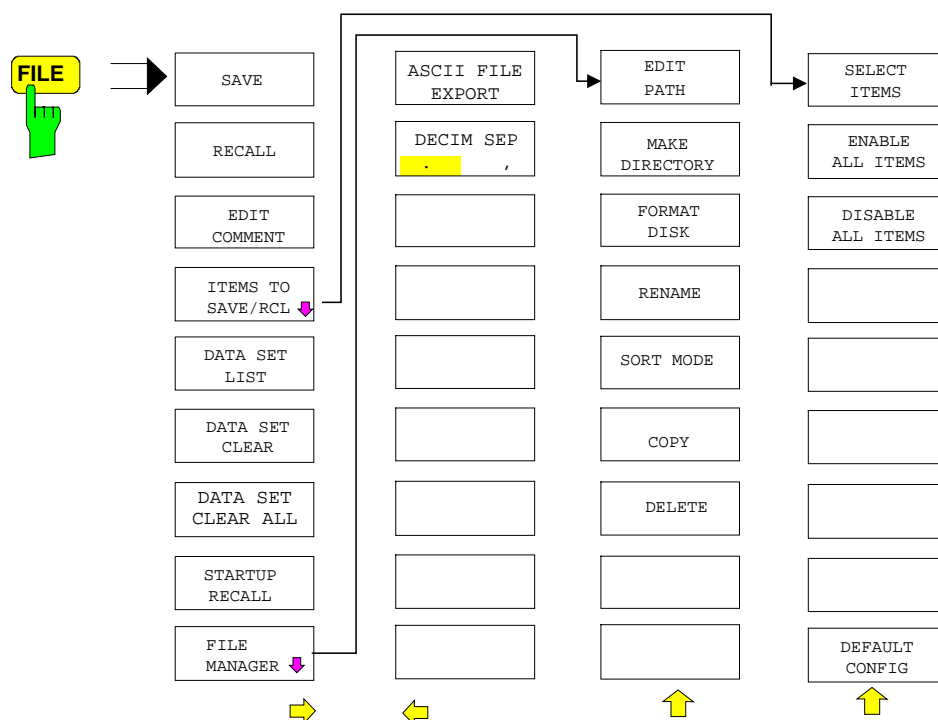 FILE
SAVE
RECALL
EDIT
COMMENT
ITEMS TO
SAVE/RCL
DATA SET
LIST
DATA SET
CLEAR
DATA SET
CLEAR ALL
STARTUP
RECALL
FILE
MANAGER
ASCII FILE
EXPORT
DECIM SEP
. ,
EDIT
PATH
MAKE
DIRECTORY
FORMAT
DISK
RENAME
SORT MODE
COPY
DELETE
SELECT
ITEMS
ENABLE
ALL ITEMS
DISABLE
ALL ITEMS
DEFAULT
CONFIG